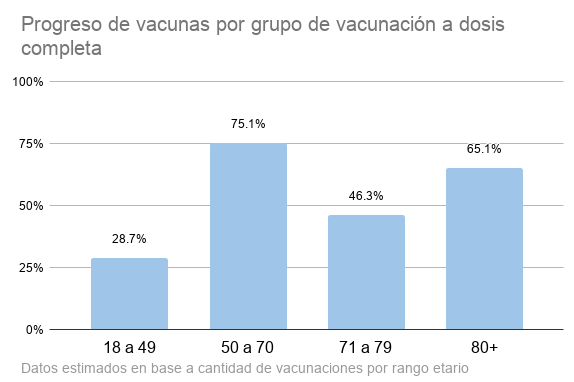 Progreso de vacunas por grupo de vacunación a dosis
completa
100%
75%
50%
25%
0%
28.7%
75.1%
46.3%
65.1%
18 a 49
50 a 70
71 a 79
80+
Datos estimados en base a cantidad de vacunaciones por rango etario